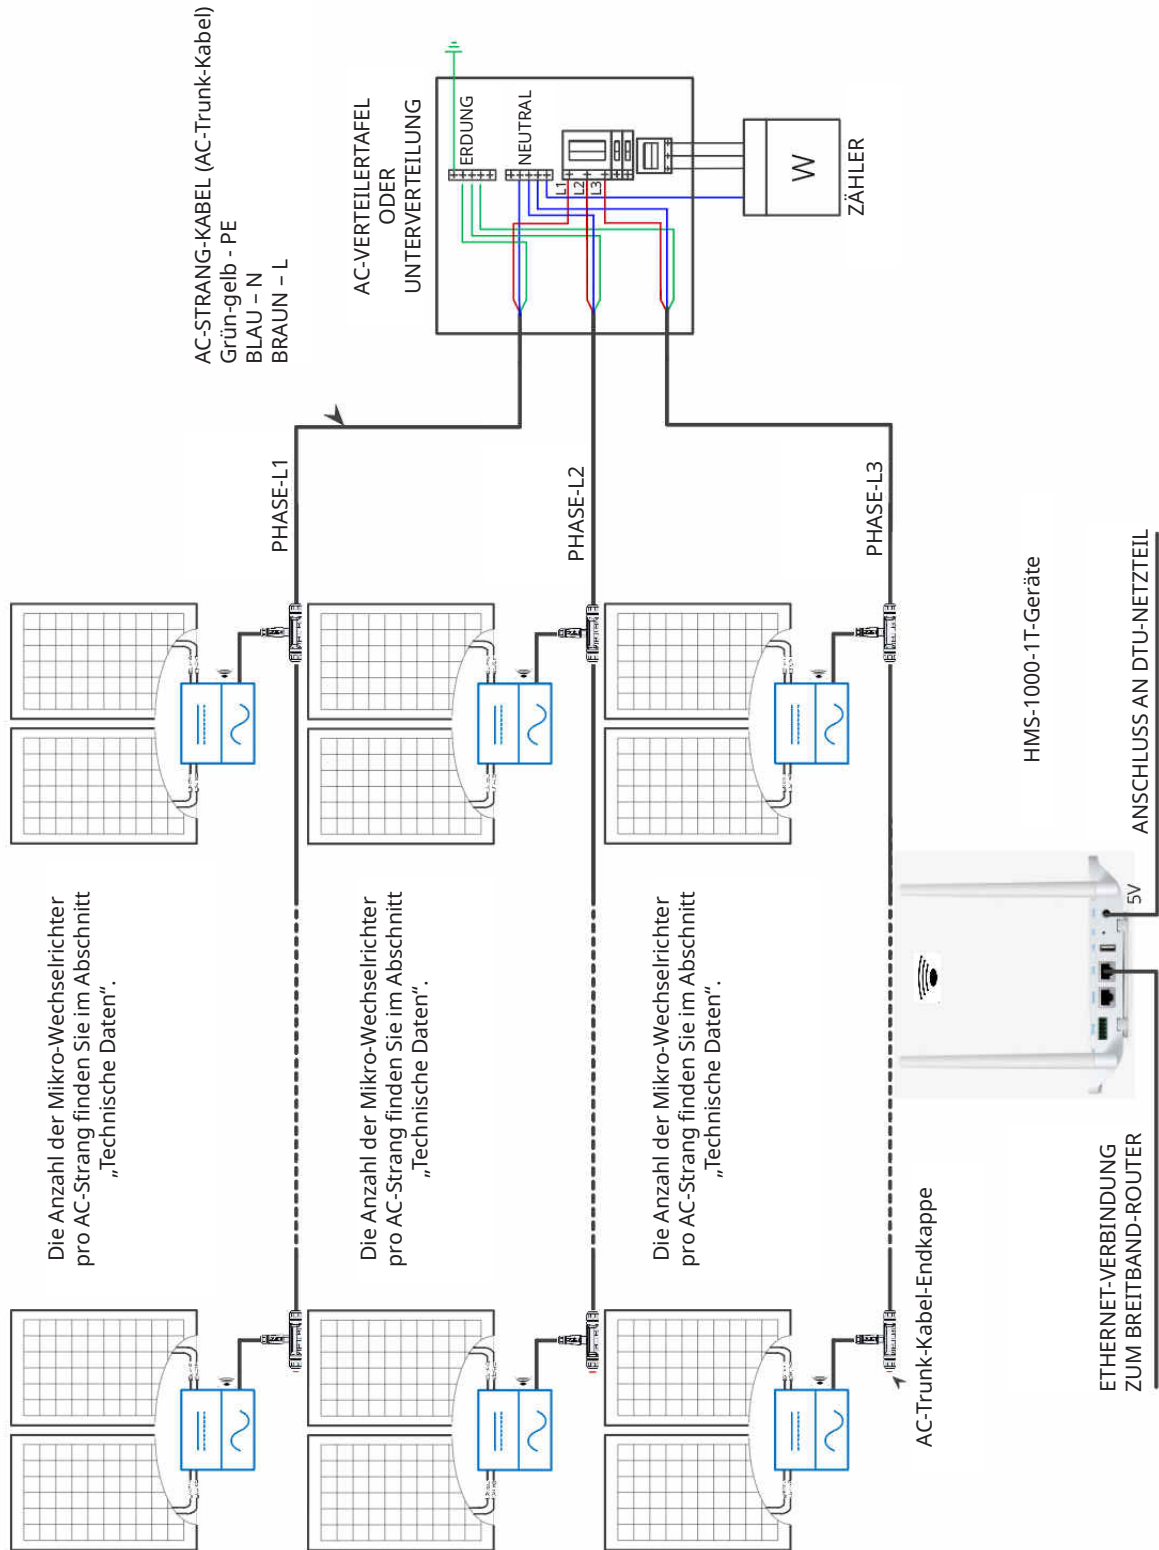 AC-STRANG-KABEL (AC-Trunk-Kabel)
Grün-gelb - PE
BLAU – N
BRAUN – L
AC-VERTEILERTAFEL
ODER
UNTERVERTEILUNG
ERDUNG
NEUTRAL
L1
L2
L3
W
ZÄHLER
PHASE-L1
PHASE-L2
PHASE-L3
Die Anzahl der Mikro-Wechselrichter
pro AC-Strang finden Sie im Abschnitt
„Technische Daten“.
Die Anzahl der Mikro-Wechselrichter
pro AC-Strang finden Sie im Abschnitt
„Technische Daten“.
Die Anzahl der Mikro-Wechselrichter
pro AC-Strang finden Sie im Abschnitt
„Technische Daten“.
HMS-1000-1T-Geräte
ANSCHLUSS AN DTU-NETZTEIL
5V
AC-Trunk-Kabel-Endkappe
ETHERNET-VERBINDUNG
ZUM BREITBAND-ROUTER